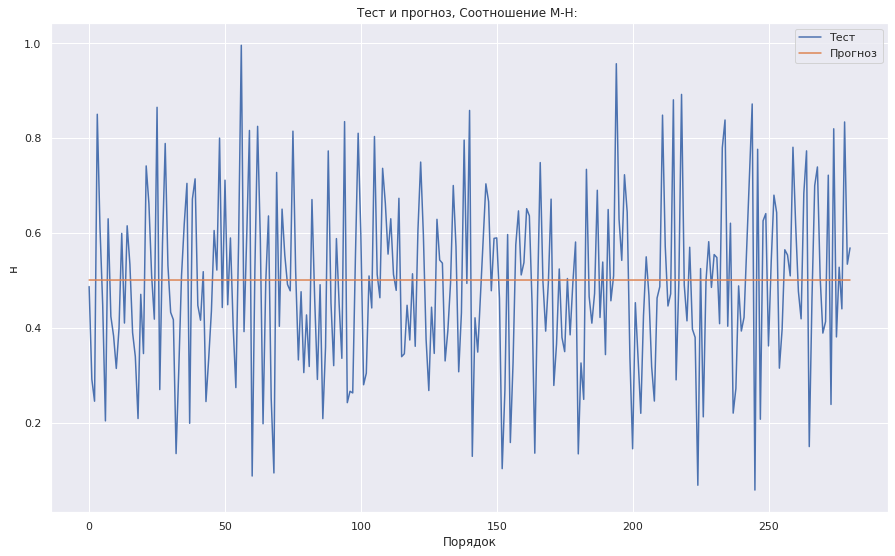 Тест и прогноз, Соотношение М-Н:
Тест
Прогноз
1.0
0.8
0.6
0.4
0.2
н
0 50 100 150 200 250
Порядок